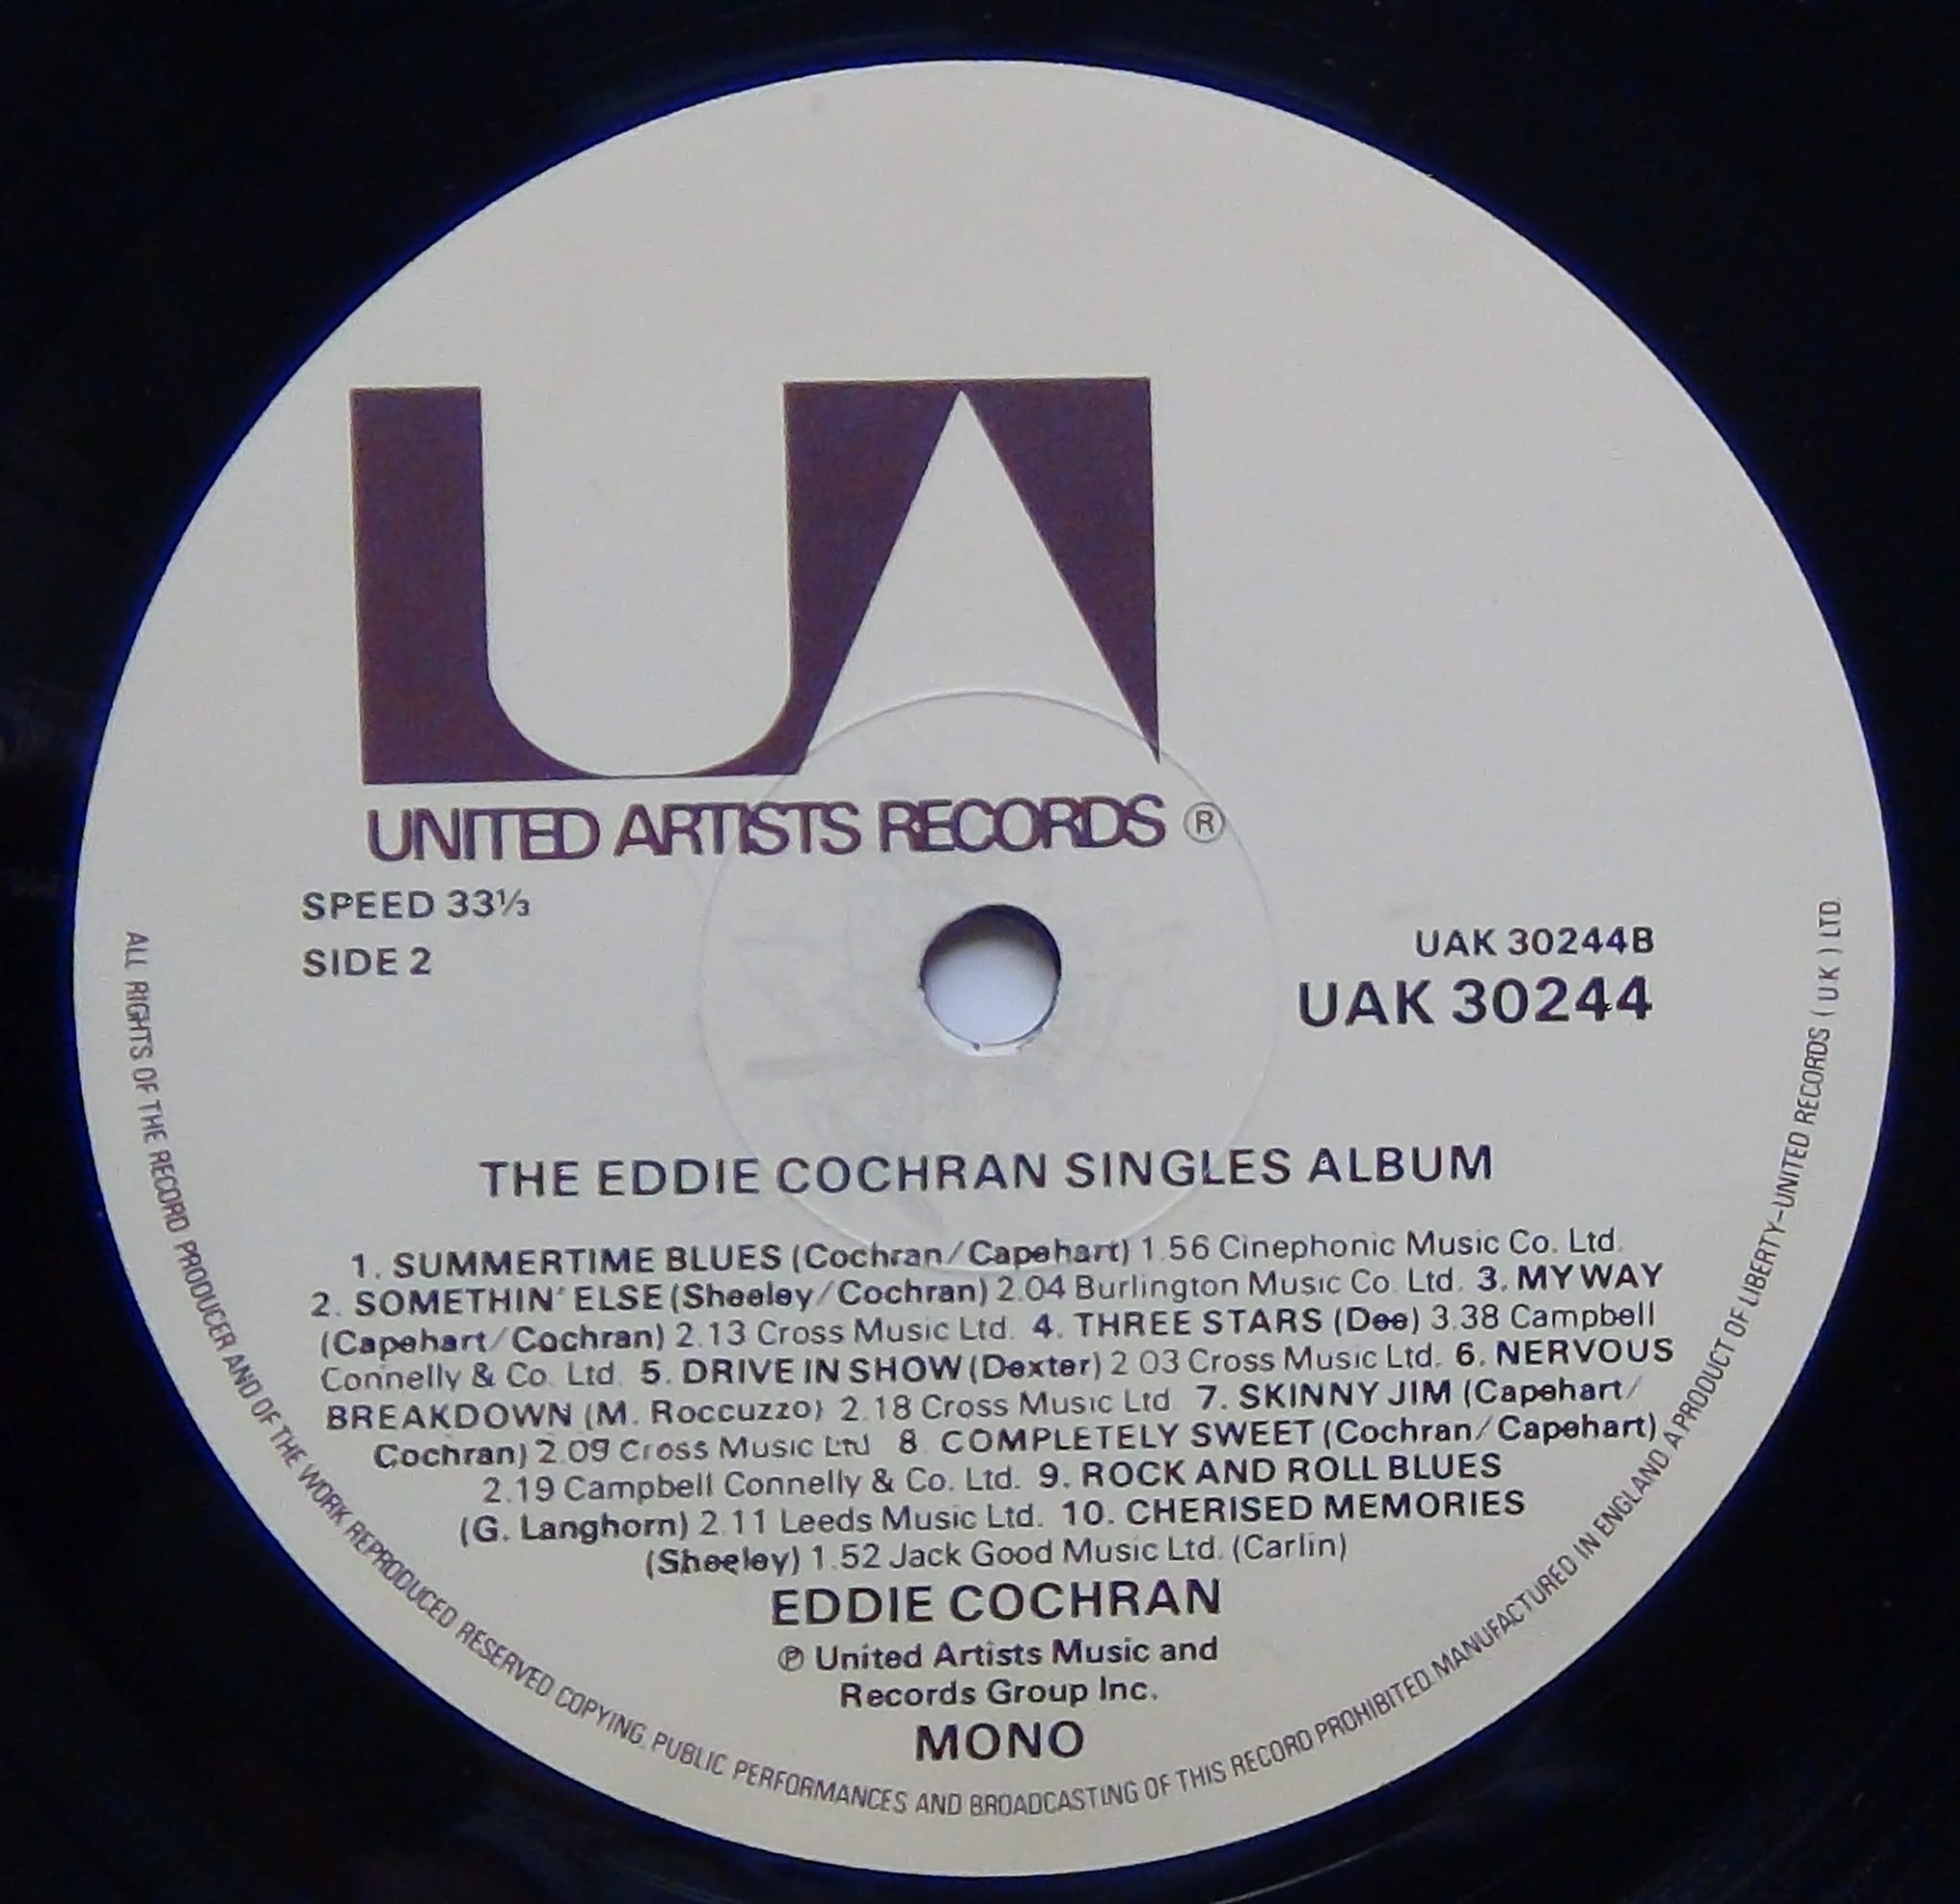 UA
UNITED ARTISTS RECORDS ®
SPEED 33⅓
SIDE 2
UAK 30244B
UAK 30244
THE EDDIE COCHRAN SINGLES ALBUM
1. SUMMERTIME BLUES (Cochran/Capehart) 1.56 Cinephonic Music Co. Ltd.
2. SOMETHIN' ELSE (Sheeley/Cochran) 2.04 Burlington Music Co. Ltd. 3. MY WAY
(Capehart/Cochran) 2.13 Cross Music Ltd. 4. THREE STARS (Dee) 3.38 Campbell
Connelly & Co. Ltd. 5. DRIVE IN SHOW (Dexter) 2 03 Cross Music Ltd. 6. NERVOUS
BREAKDOWN (M. Roccuzzo) 2.18 Cross Music Ltd 7. SKINNY JIM (Capehart/
Cochran) 2.09 Cross Music Ltd 8 COMPLETELY SWEET (Cochran/Capehart)
2.19 Campbell Connelly & Co. Ltd. 9. ROCK AND ROLL BLUES
(G. Langhorn) 2.11 Leeds Music Ltd. 10. CHERISED MEMORIES
(Sheeley) 1.52 Jack Good Music Ltd. (Carlin)
EDDIE COCHRAN
℗ United Artists Music and
Records Group Inc.
MONO
ALL RIGHTS OF THE RECORD PRODUCER AND OF THE WORK REPRODUCED RESERVED COPYING, PUBLIC PERFORMANCES AND BROADCASTING OF THIS RECORD PROHIBITED. MANUFACTURED IN ENGLAND A PRODUCT OF LIBERTY–UNITED RECORDS ( U.K ) LTD.